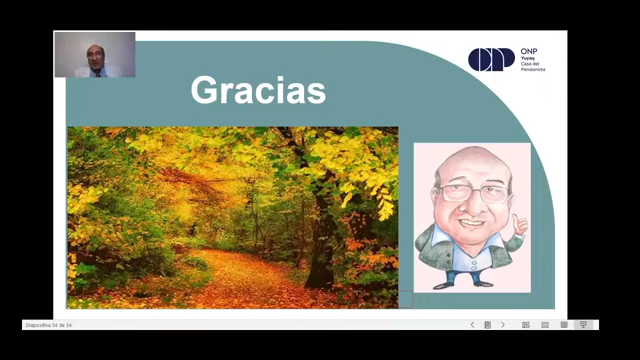 Gracias
ONP
Yuyaq
Casa del
Pensionista
Diapositiva 54 de 54